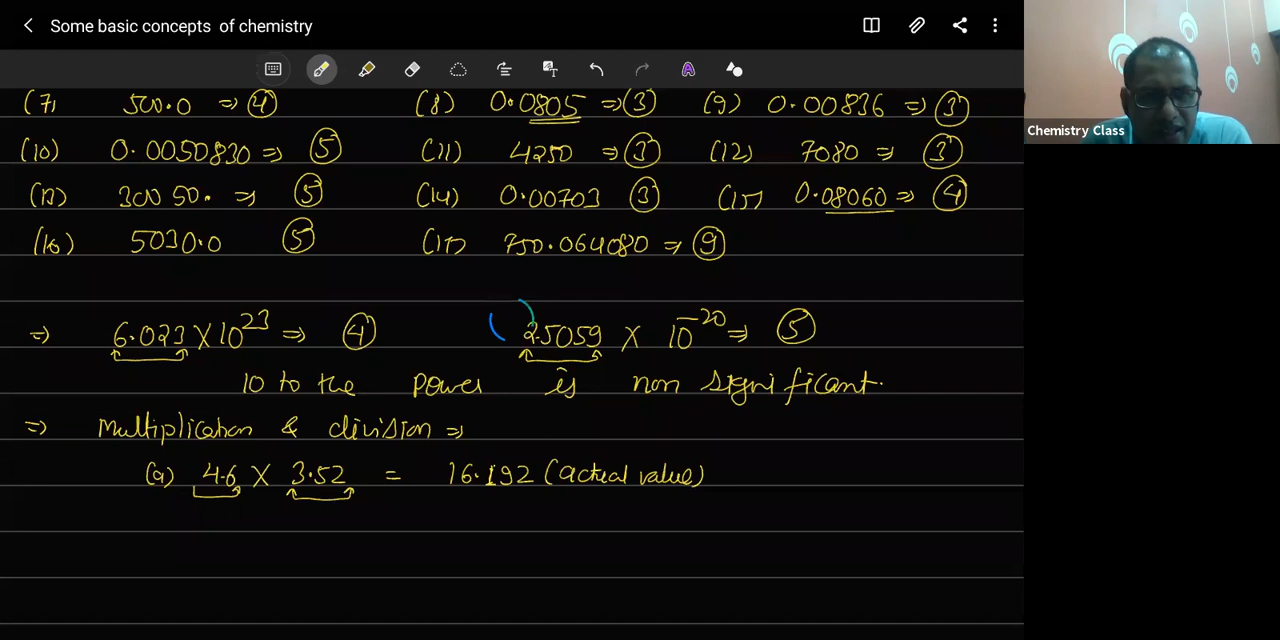 Some basic concepts of chemistry
(7) 500.0 ⇒ ④ (8) 0.0805 ⇒ ③ (9) 0.00836 ⇒ ③
(10) 0.0050830 ⇒ ⑤ (11) 4250 ⇒ ③ (12) 7080 ⇒ ③
(13) 30050. ⇒ ⑤ (14) 0.00703 ③ (15) 0.08060 ⇒ ④
(16) 5030.0 ⑤ (17) 750.064080 ⇒ ⑨
Chemistry Class
⇒ 6.023 X 10^23 ⇒ ④ 2.5059 X 10^-20 ⇒ ⑤
10 to the power is non significant.
⇒ Multiplication & division ⇒
(a) 4.6 X 3.52 = 16.192 (actual value)